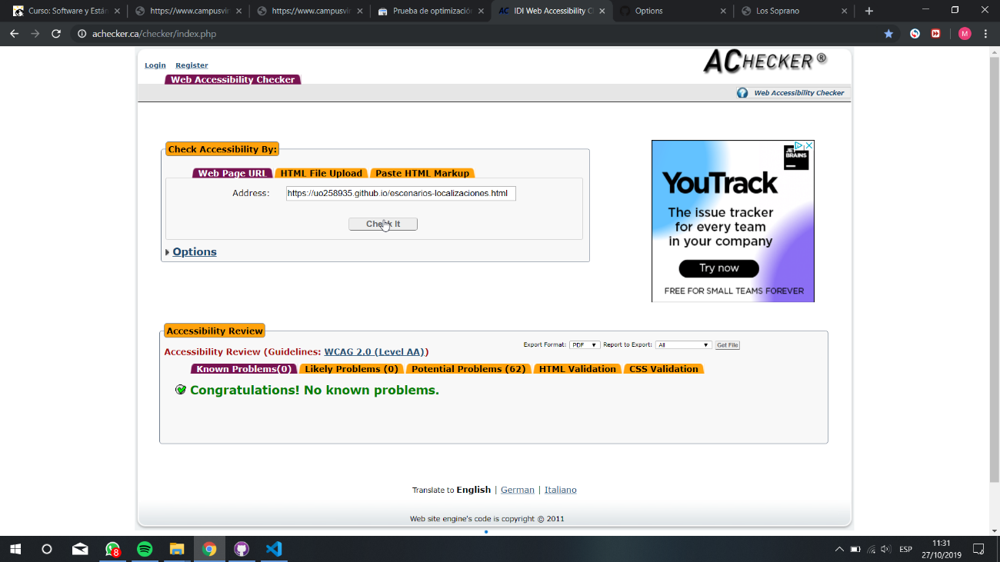 Curso: Software y Están
https://www.campusvir
https://www.campusvir
Prueba de optimizació
AC IDI Web Accessibility C
Options
Los Soprano
achecker.ca/checker/index.php
M
Login Register
ACHECKER ®
Web Accessibility Checker
Web Accessibility Checker
Check Accessibility By:
Web Page URL HTML File Upload Paste HTML Markup
Address: https://uo258935.github.io/escenarios-localizaciones.html
Check It
Options
JET BRAINS
YouTrack
The issue tracker
for every team
in your company
Try now
FREE FOR SMALL TEAMS FOREVER
Accessibility Review
Export Format: PDF Report to Export: All Get File
Accessibility Review (Guidelines: WCAG 2.0 (Level AA))
Known Problems(0) Likely Problems (0) Potential Problems (62) HTML Validation CSS Validation
Congratulations! No known problems.
Translate to English | German | Italiano
Web site engine's code is copyright © 2011
8
ESP
11:31
27/10/2019